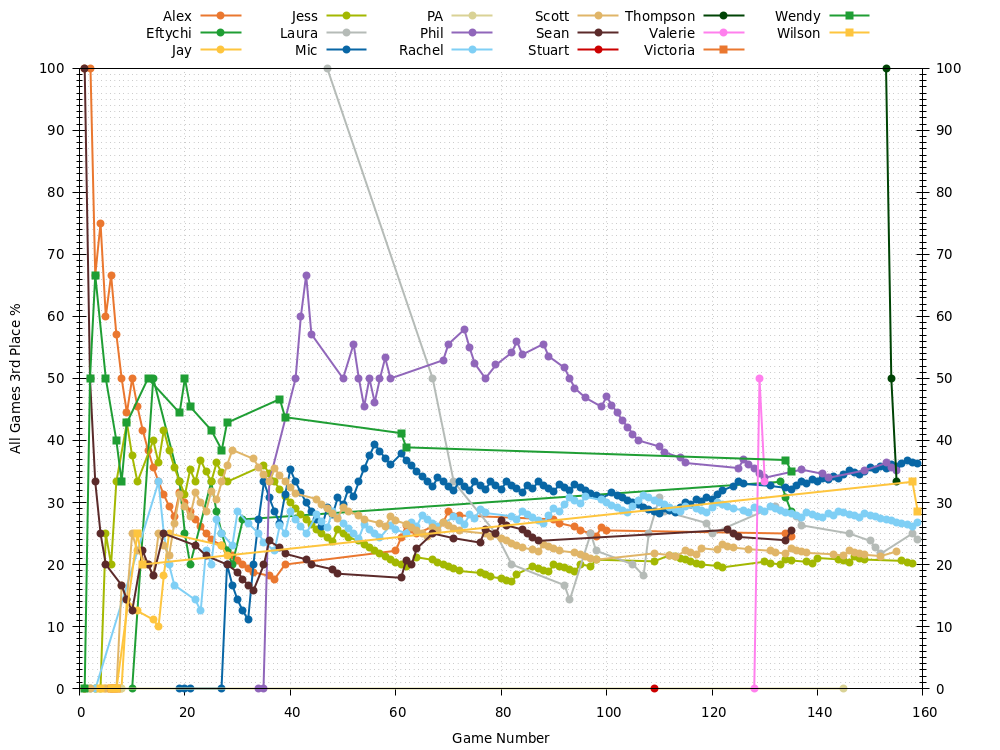 Alex Jess PA Scott Thompson Wendy
Eftychi Laura Phil Sean Valerie Wilson
Jay Mic Rachel Stuart Victoria
100 100
90 90
80 80
70 70
60 60
50 50
40 40
30 30
20 20
10 10
0 0
0 20 40 60 80 100 120 140 160
All Games 3rd Place %
Game Number